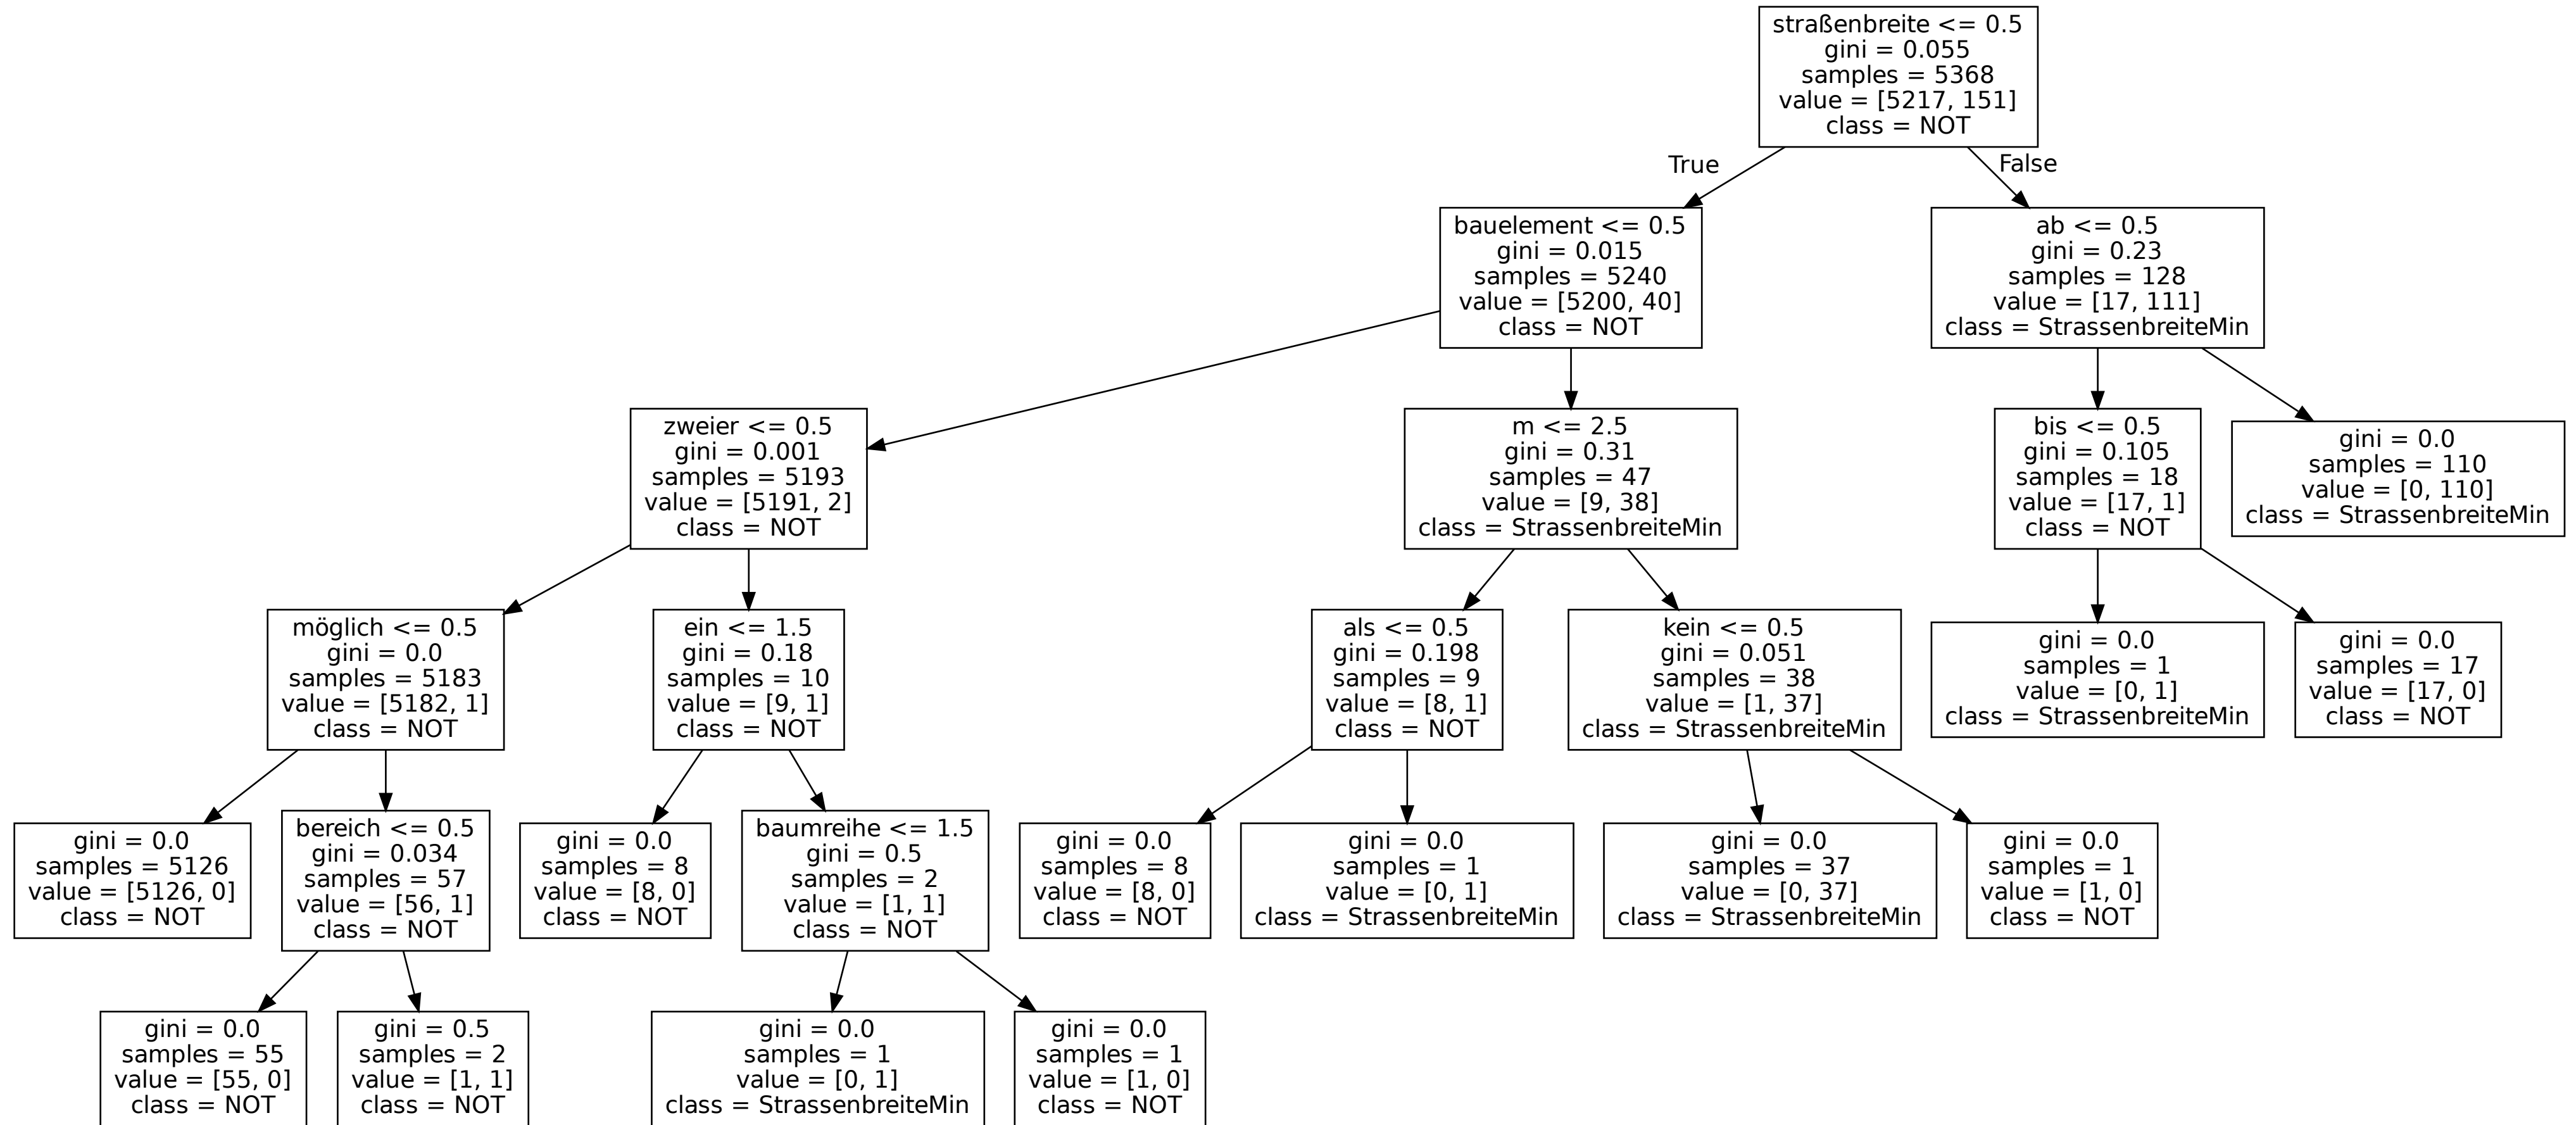 straßenbreite <= 0.5
gini = 0.055
samples = 5368
value = [5217, 151]
class = NOT
True
False
bauelement <= 0.5
gini = 0.015
samples = 5240
value = [5200, 40]
class = NOT
ab <= 0.5
gini = 0.23
samples = 128
value = [17, 111]
class = StrassenbreiteMin
zweier <= 0.5
gini = 0.001
samples = 5193
value = [5191, 2]
class = NOT
m <= 2.5
gini = 0.31
samples = 47
value = [9, 38]
class = StrassenbreiteMin
bis <= 0.5
gini = 0.105
samples = 18
value = [17, 1]
class = NOT
gini = 0.0
samples = 110
value = [0, 110]
class = StrassenbreiteMin
möglich <= 0.5
gini = 0.0
samples = 5183
value = [5182, 1]
class = NOT
ein <= 1.5
gini = 0.18
samples = 10
value = [9, 1]
class = NOT
als <= 0.5
gini = 0.198
samples = 9
value = [8, 1]
class = NOT
kein <= 0.5
gini = 0.051
samples = 38
value = [1, 37]
class = StrassenbreiteMin
gini = 0.0
samples = 1
value = [0, 1]
class = StrassenbreiteMin
gini = 0.0
samples = 17
value = [17, 0]
class = NOT
gini = 0.0
samples = 5126
value = [5126, 0]
class = NOT
bereich <= 0.5
gini = 0.034
samples = 57
value = [56, 1]
class = NOT
gini = 0.0
samples = 8
value = [8, 0]
class = NOT
baumreihe <= 1.5
gini = 0.5
samples = 2
value = [1, 1]
class = NOT
gini = 0.0
samples = 8
value = [8, 0]
class = NOT
gini = 0.0
samples = 1
value = [0, 1]
class = StrassenbreiteMin
gini = 0.0
samples = 37
value = [0, 37]
class = StrassenbreiteMin
gini = 0.0
samples = 1
value = [1, 0]
class = NOT
gini = 0.0
samples = 55
value = [55, 0]
class = NOT
gini = 0.5
samples = 2
value = [1, 1]
class = NOT
gini = 0.0
samples = 1
value = [0, 1]
class = StrassenbreiteMin
gini = 0.0
samples = 1
value = [1, 0]
class = NOT